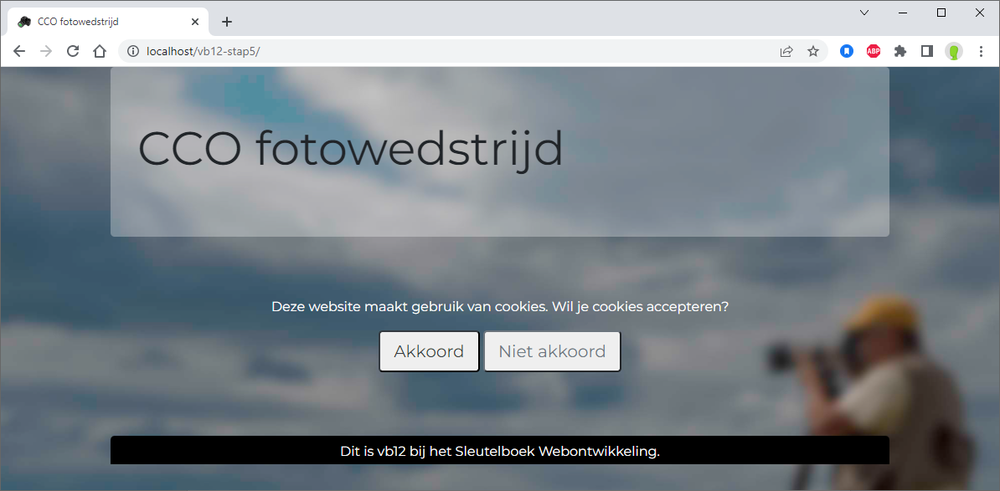 CCO fotowedstrijd
localhost/vb12-stap5/
ABP
CCO fotowedstrijd
Deze website maakt gebruik van cookies. Wil je cookies accepteren?
Akkoord Niet akkoord
Dit is vb12 bij het Sleutelboek Webontwikkeling.